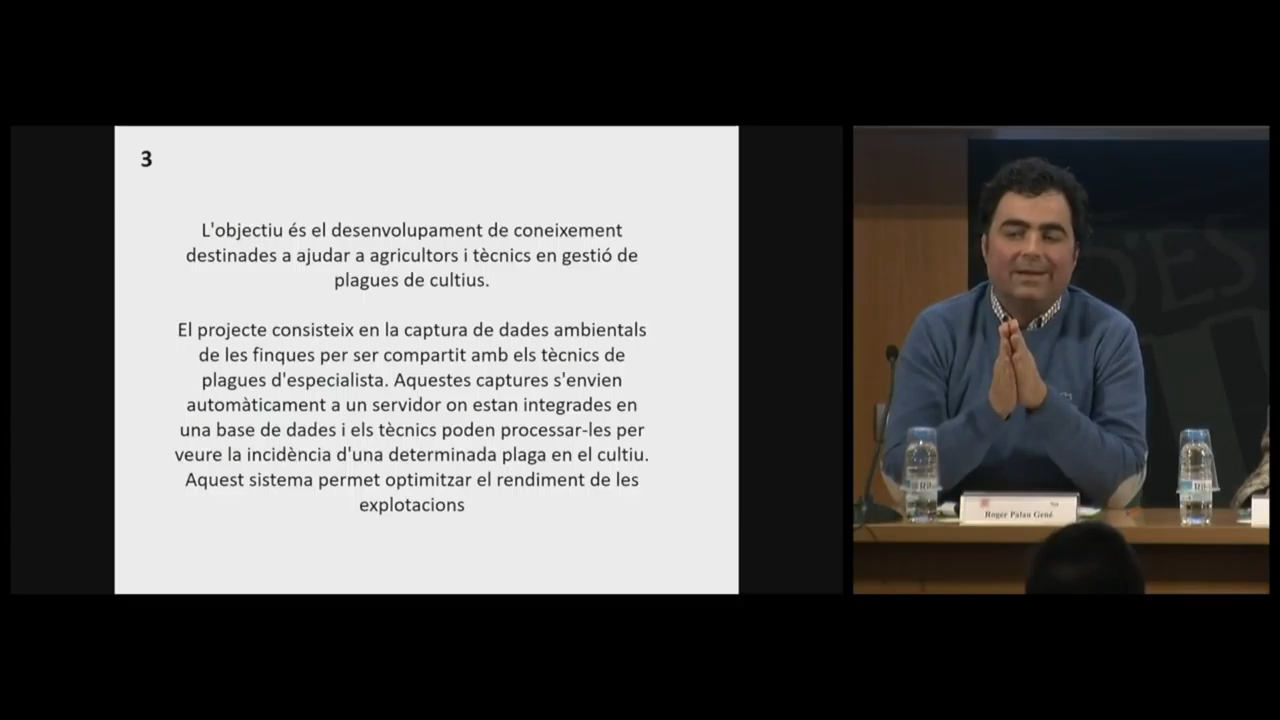 3
L'objectiu és el desenvolupament de coneixement
destinades a ajudar a agricultors i tècnics en gestió de
plagues de cultius.
El projecte consisteix en la captura de dades ambientals
de les finques per ser compartit amb els tècnics de
plagues d'especialista. Aquestes captures s'envien
automàticament a un servidor on estan integrades en
una base de dades i els tècnics poden processar-les per
veure la incidència d'una determinada plaga en el cultiu.
Aquest sistema permet optimitzar el rendiment de les
explotacions
D'ES
Roger Palau Gené